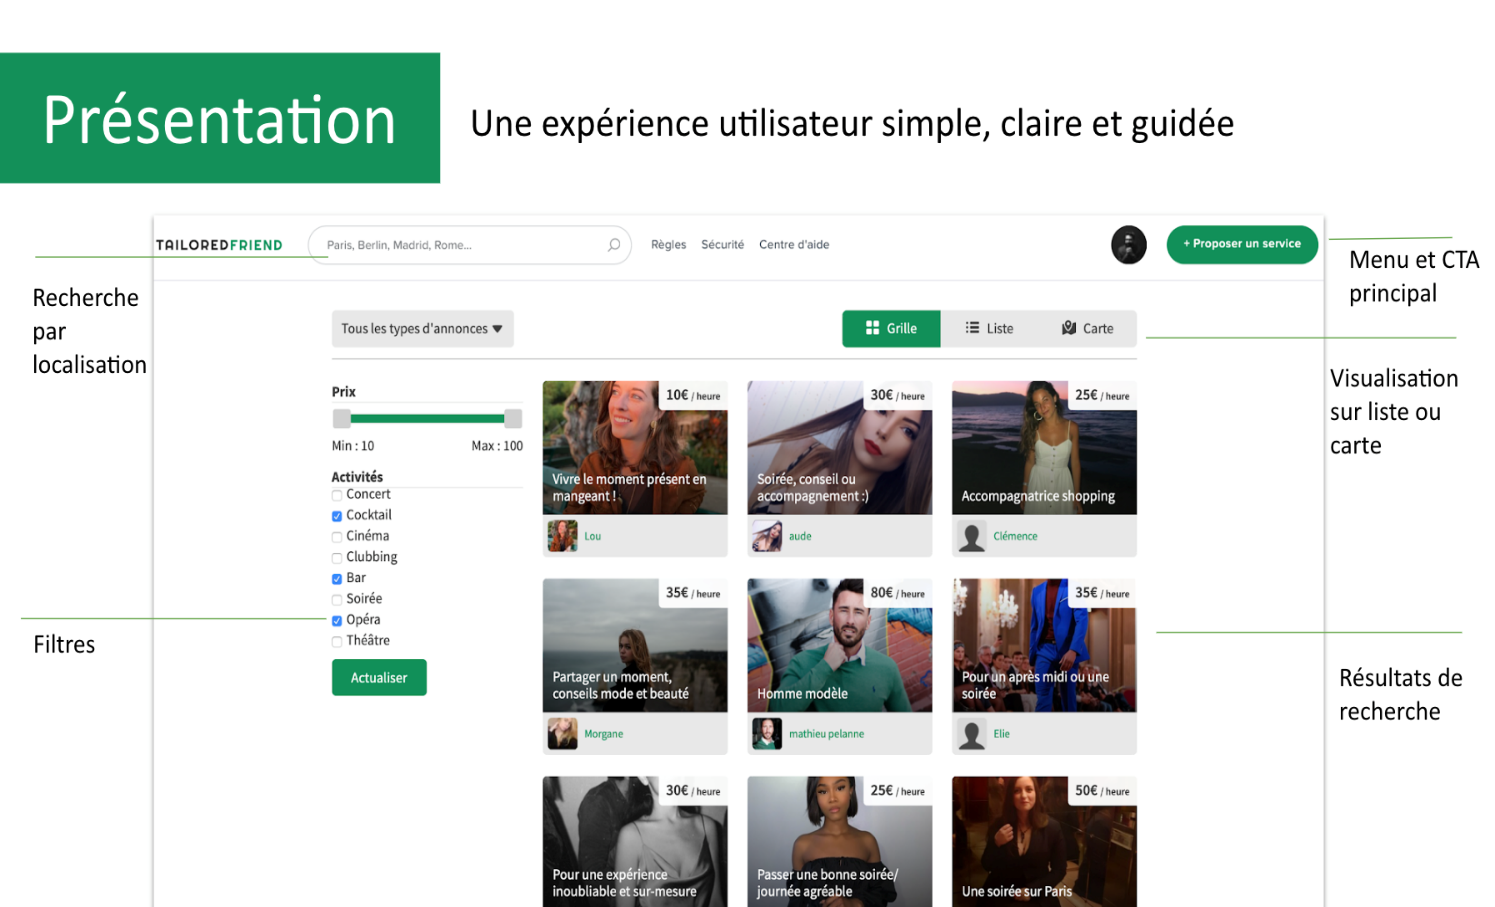 Présentation
Une expérience utilisateur simple, claire et guidée
TAILOREDFRIEND
Paris, Berlin, Madrid, Rome...
Règles Sécurité Centre d'aide
+ Proposer un service
Menu et CTA
principal
Recherche
par
localisation
Tous les types d'annonces
Grille Liste Carte
Visualisation
sur liste ou
carte
Prix
Min : 10 Max : 100
Activités
Concert
Cocktail
Cinéma
Clubbing
Bar
Soirée
Opéra
Théâtre
Actualiser
Filtres
10€ / heure
Vivre le moment présent en
mangeant !
Lou
30€ / heure
Soirée, conseil ou
accompagnement :)
aude
25€ / heure
Accompagnatrice shopping
Clémence
35€ / heure
Partager un moment,
conseils mode et beauté
Morgane
80€ / heure
Homme modèle
mathieu pelanne
35€ / heure
Pour un après midi ou une
soirée
Elie
Résultats de
recherche
30€ / heure
Pour une expérience
inoubliable et sur-mesure
25€ / heure
Passer une bonne soirée/
journée agréable
50€ / heure
Une soirée sur Paris